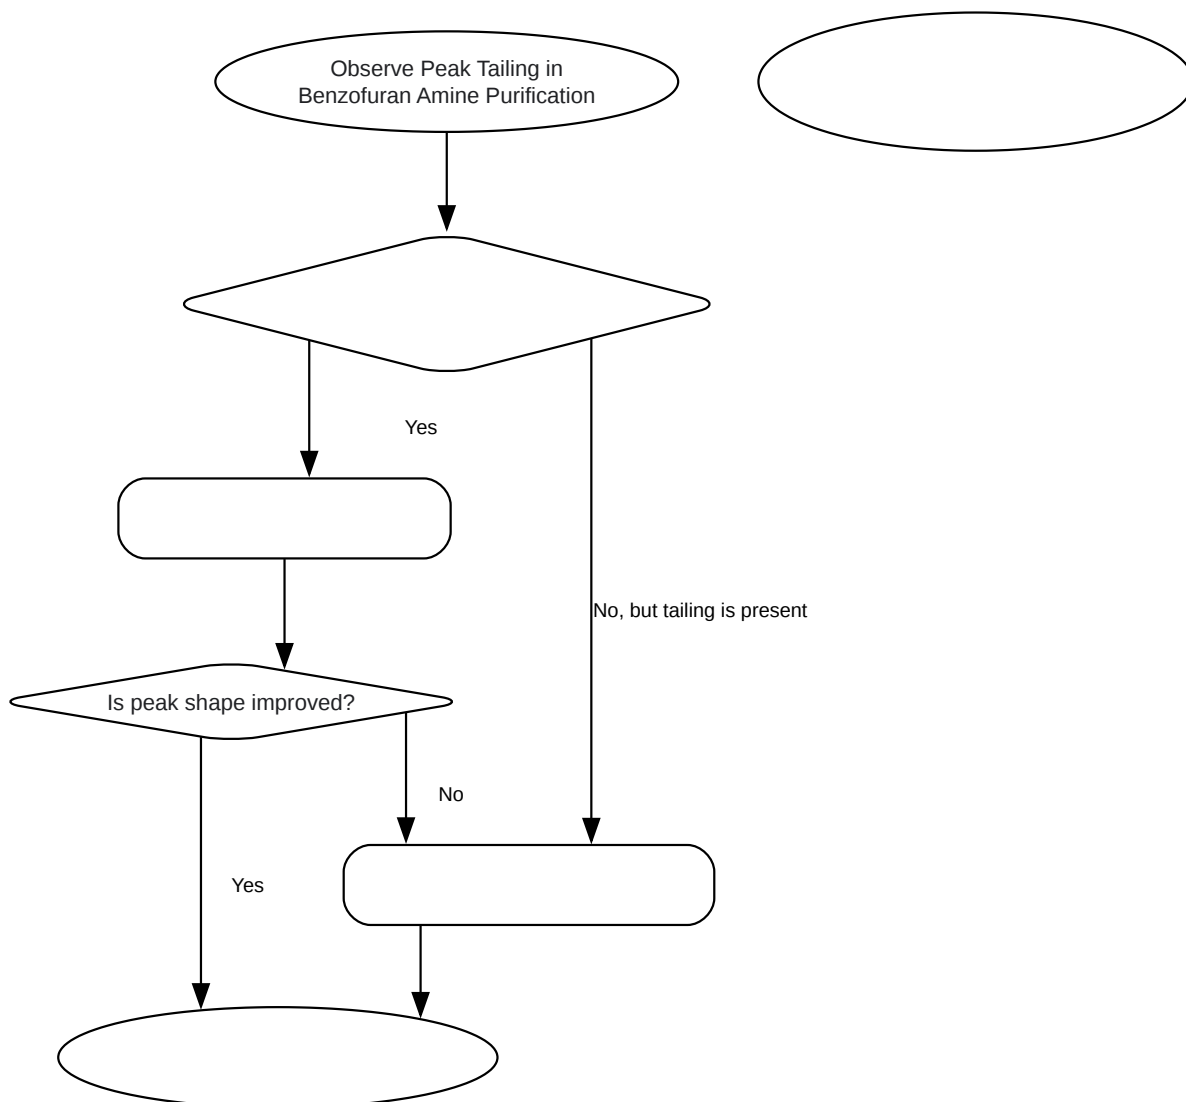 Observe Peak Tailing in
Benzofuran Amine Purification
Yes
No, but tailing is present
Is peak shape improved?
No
Yes